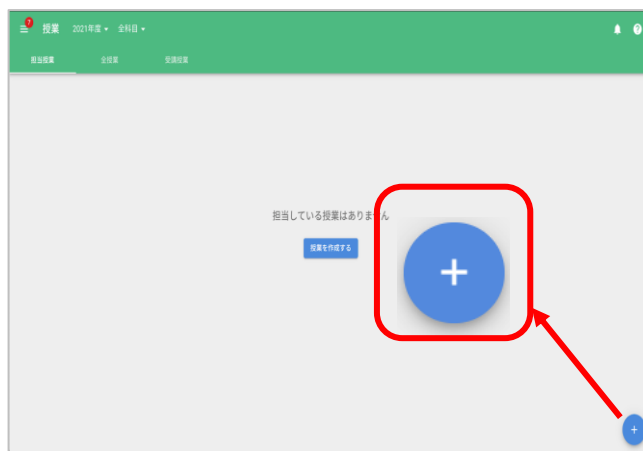 7
授業 2021年度 全科目
担当授業 全授業 受講授業
担当している授業はありません
授業を作成する